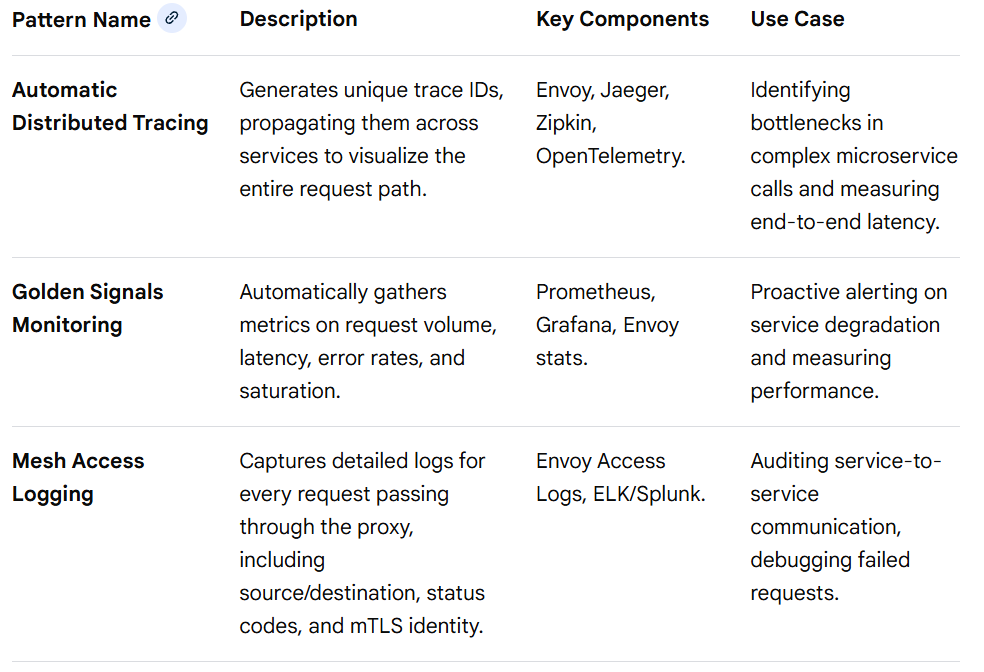 Pattern Name
Description
Key Components
Use Case
Automatic
Distributed Tracing
Generates unique trace IDs,
propagating them across
services to visualize the
entire request path.
Envoy, Jaeger,
Zipkin,
OpenTelemetry.
Identifying
bottlenecks in
complex microservice
calls and measuring
end-to-end latency.
Golden Signals
Monitoring
Automatically gathers
metrics on request volume,
latency, error rates, and
saturation.
Prometheus,
Grafana, Envoy
stats.
Proactive alerting on
service degradation
and measuring
performance.
Mesh Access
Logging
Captures detailed logs for
every request passing
through the proxy,
including
source/destination, status
codes, and mTLS identity.
Envoy Access
Logs, ELK/Splunk.
Auditing service-to-
service
communication,
debugging failed
requests.